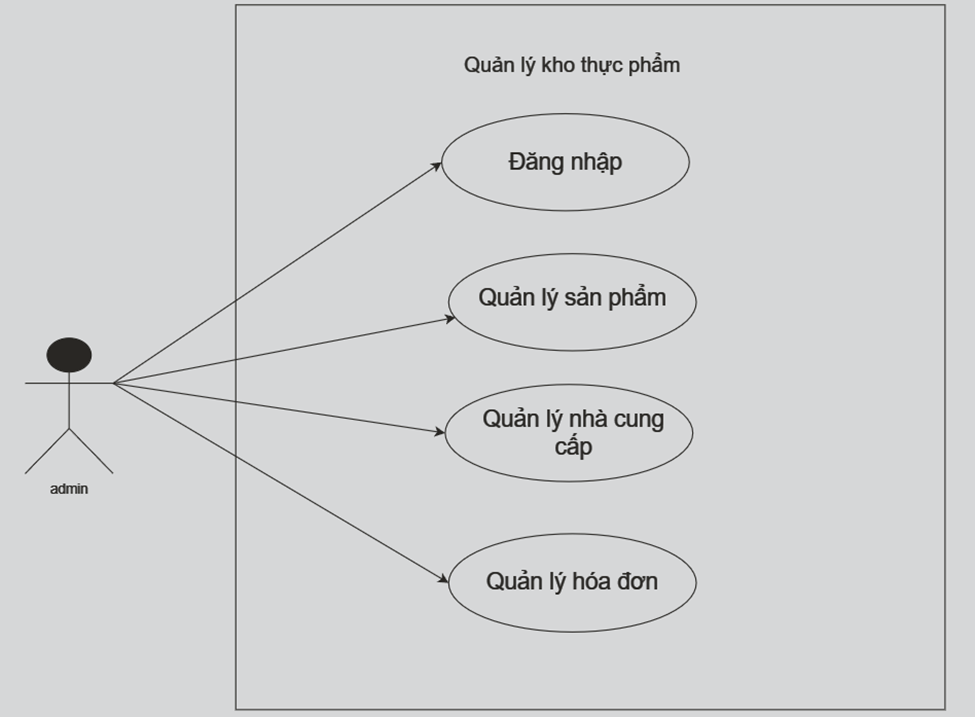 Quản lý kho thực phẩm
Đăng nhập
Quản lý sản phẩm
Quản lý nhà cung
cấp
admin
Quản lý hóa đơn